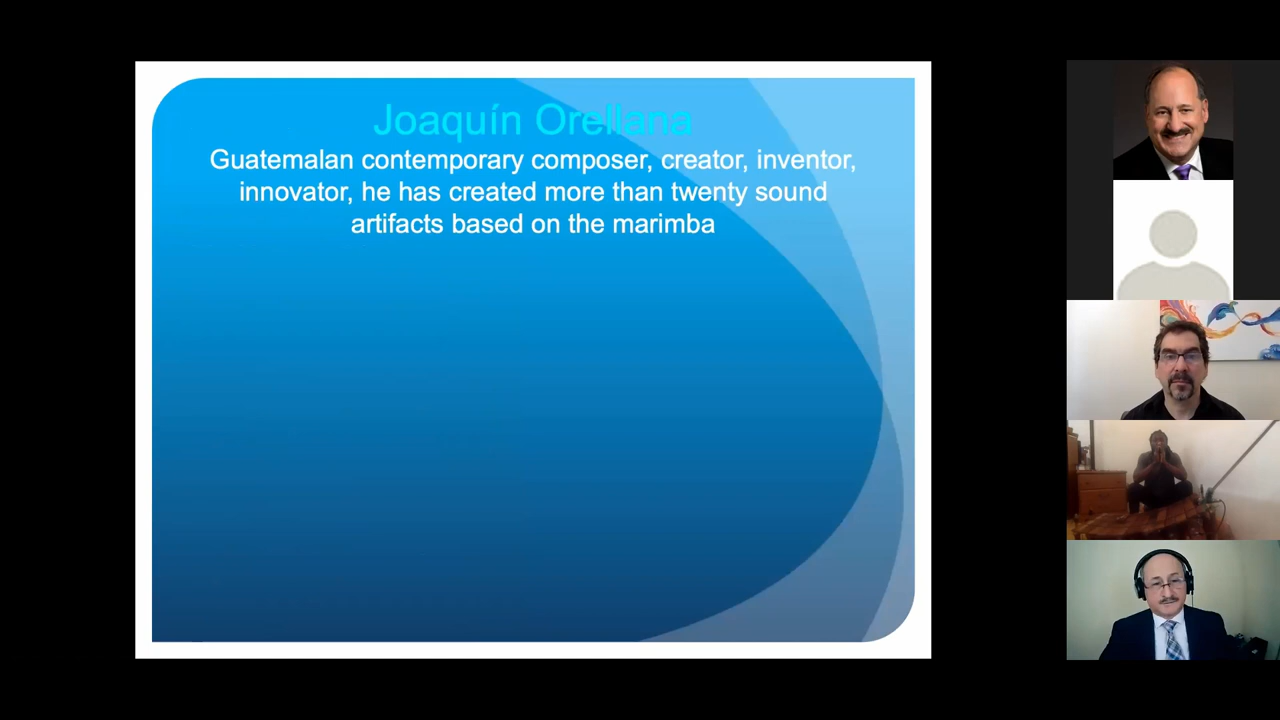 Joaquín Orellana
Guatemalan contemporary composer, creator, inventor,
innovator, he has created more than twenty sound
artifacts based on the marimba